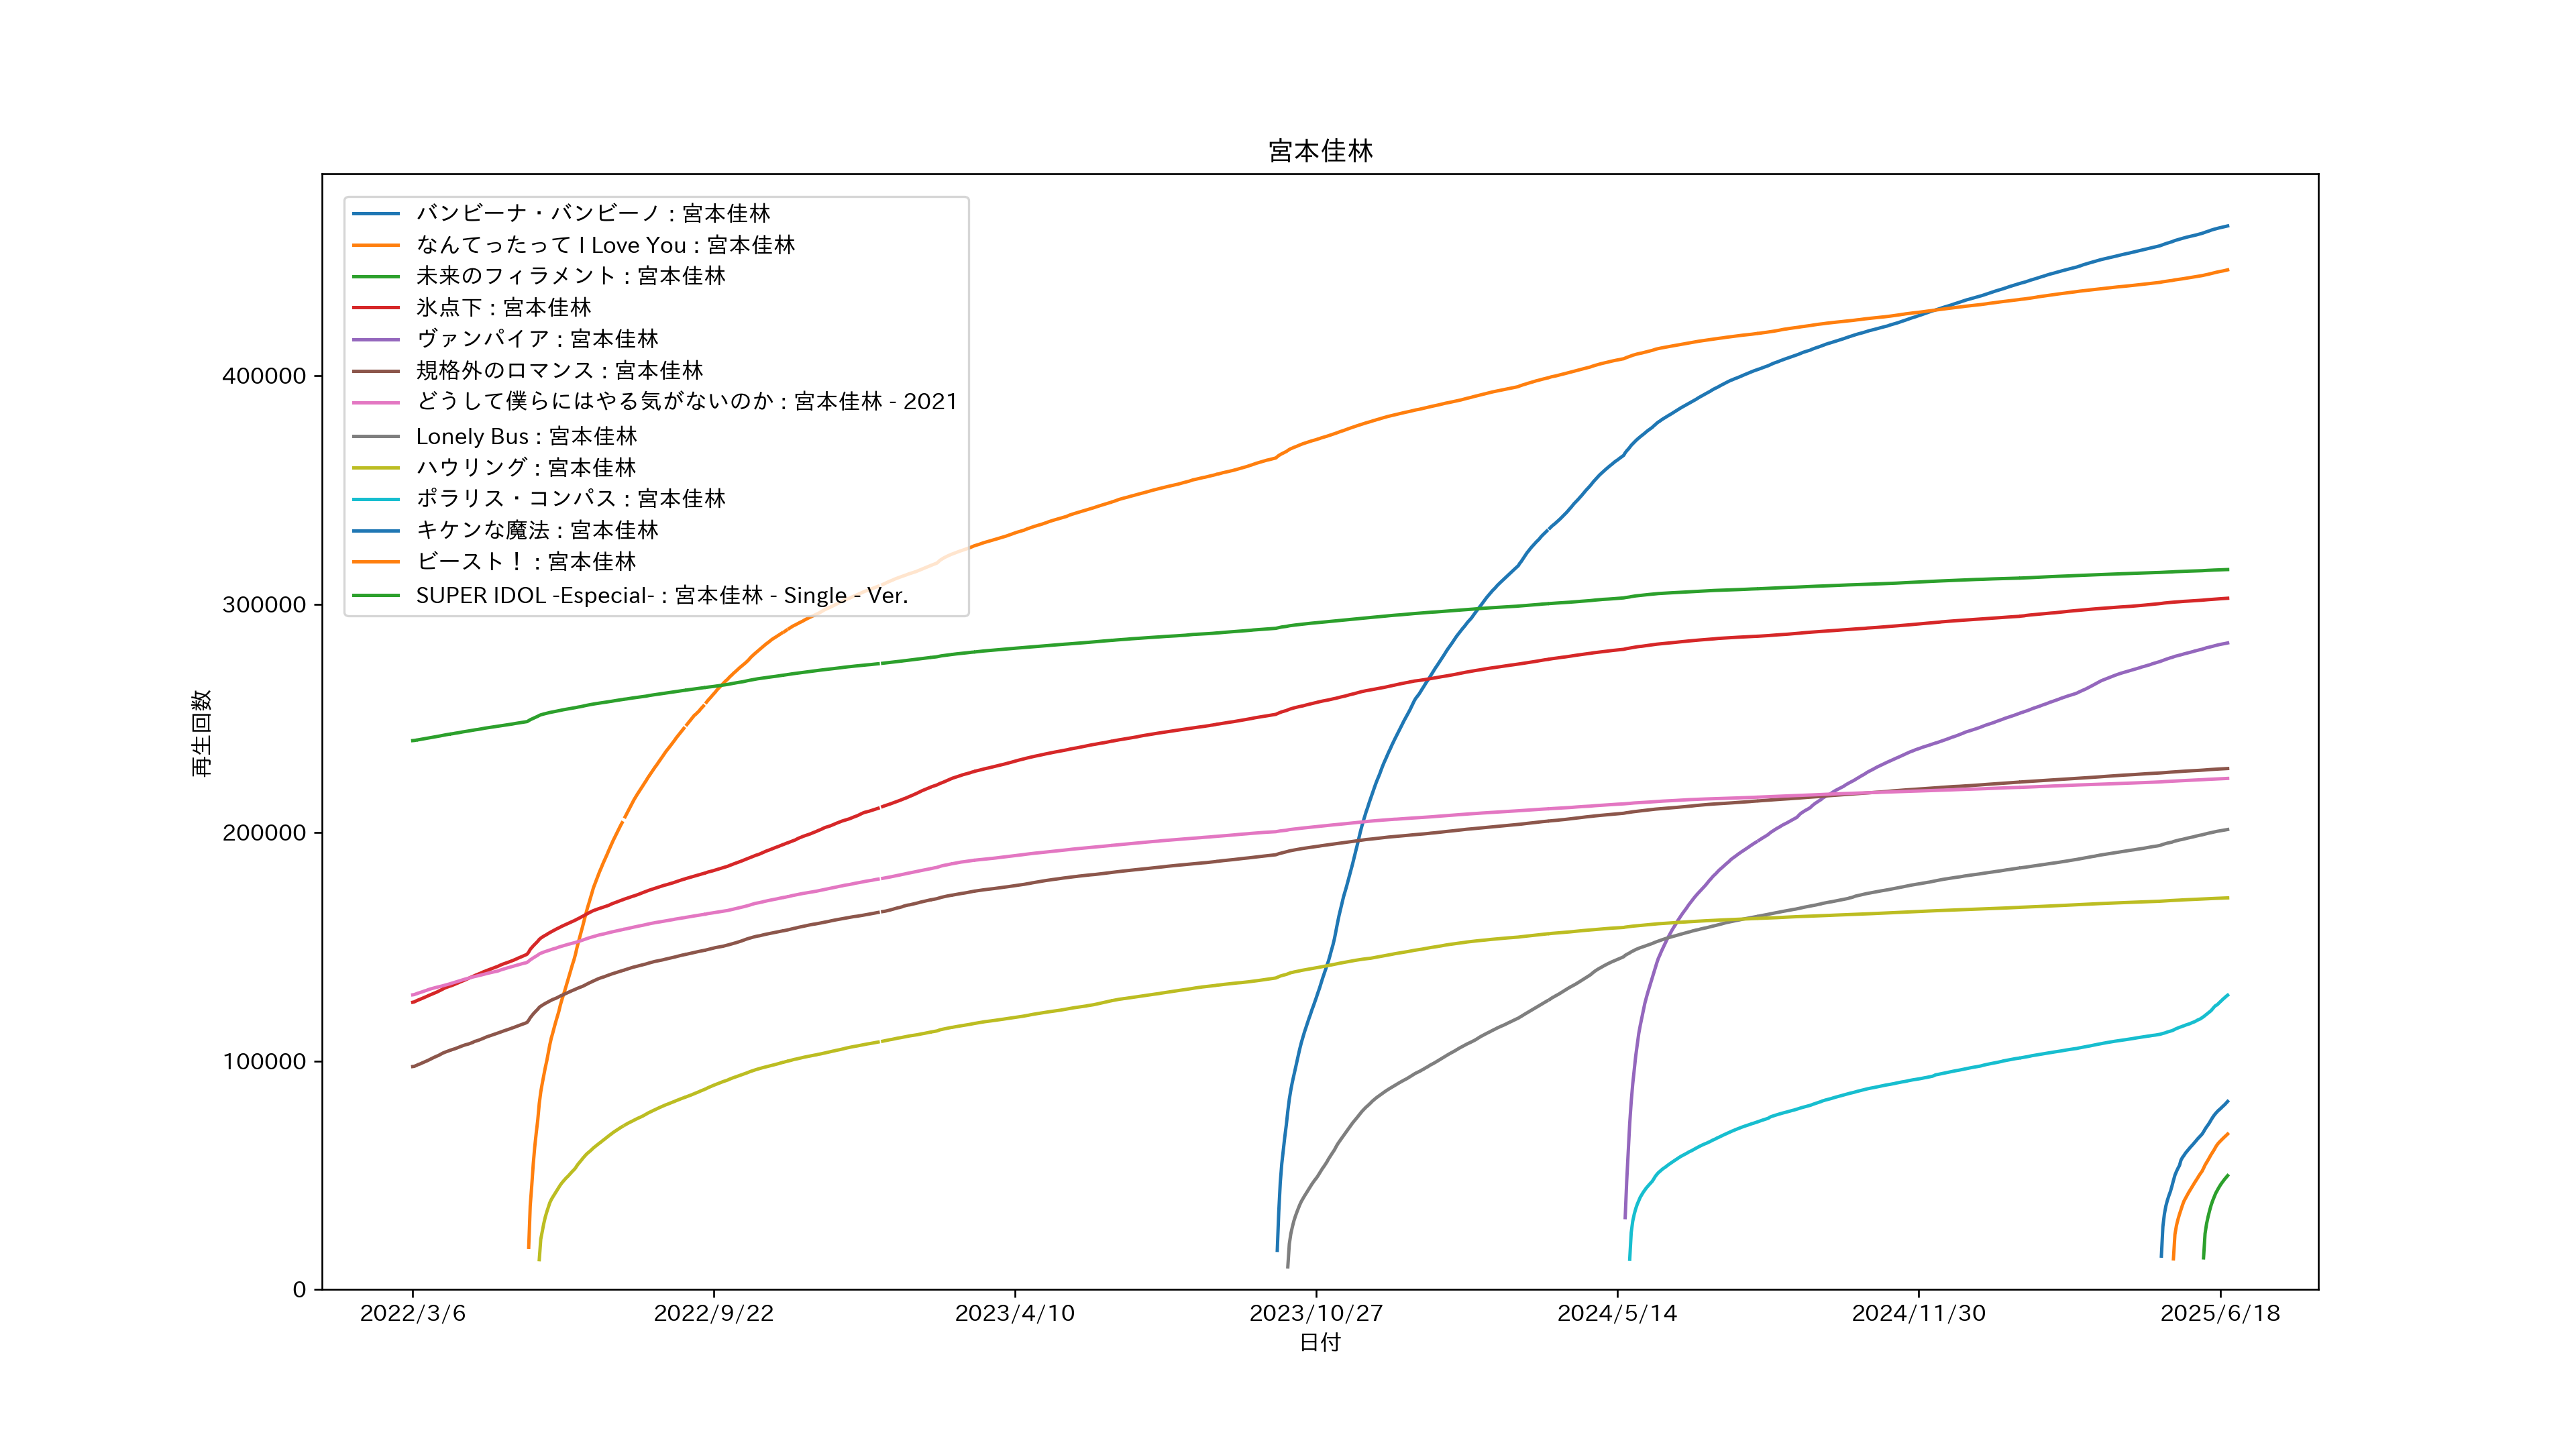 宮本佳林
バンビーナ・バンビーノ : 宮本佳林
なんてったって I Love You : 宮本佳林
未来のフィラメント : 宮本佳林
氷点下 : 宮本佳林
ヴァンパイア : 宮本佳林
規格外のロマンス : 宮本佳林
どうして僕らにはやる気がないのか : 宮本佳林 - 2021
Lonely Bus : 宮本佳林
ハウリング : 宮本佳林
ポラリス・コンパス : 宮本佳林
キケンな魔法 : 宮本佳林
ビースト！ : 宮本佳林
SUPER IDOL -Especial- : 宮本佳林 - Single - Ver.
再生回数
400000
300000
200000
100000
0
2022/3/6
2022/9/22
2023/4/10
2023/10/27
2024/5/14
2024/11/30
2025/6/18
日付